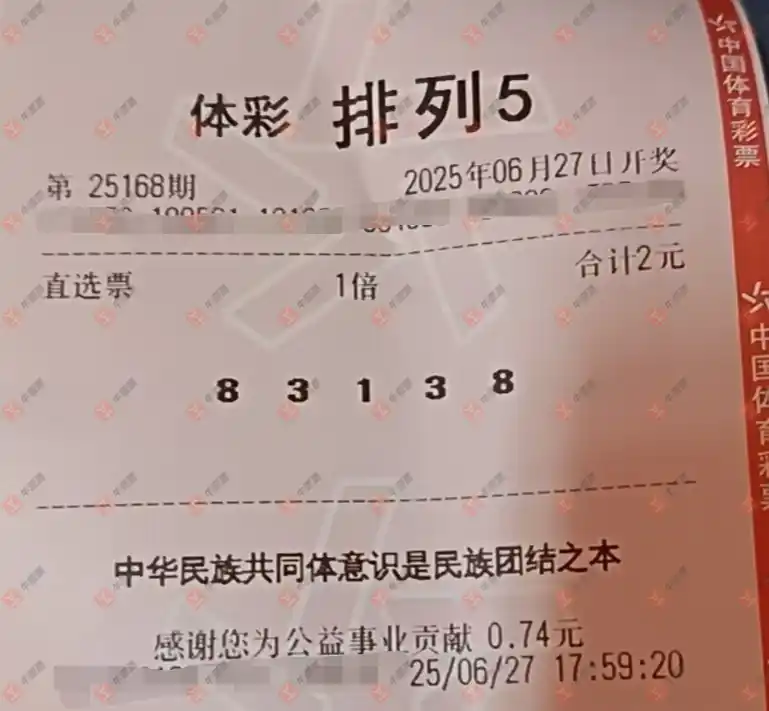 体彩 排列5
第 25168期 2025年06月27日开奖
直选票 1倍 合计2元
8 3 1 3 8
中华民族共同体意识是民族团结之本
感谢您为公益事业贡献 0.74元
25/06/27 17:59:20
中国体育彩票
中国体育彩票